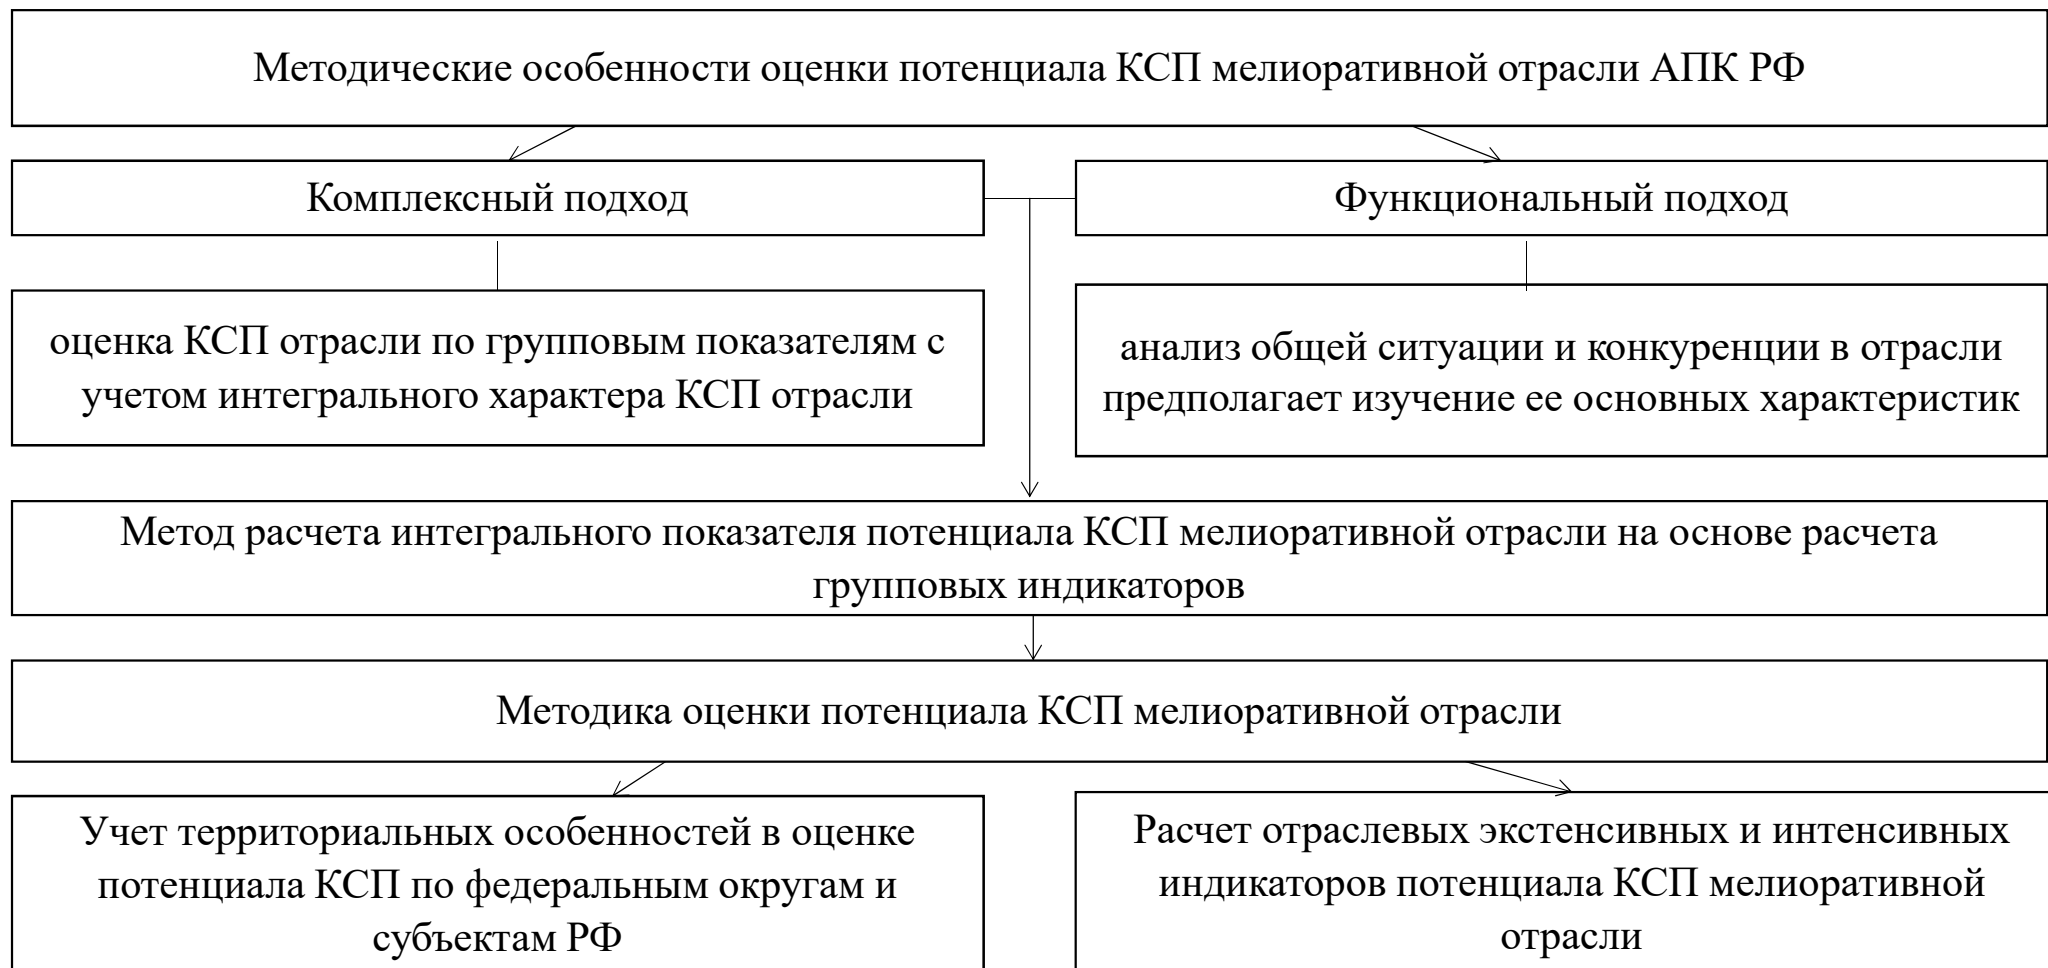 Методические особенности оценки потенциала КСП мелиоративной отрасли АПК РФ
Комплексный подход
Функциональный подход
оценка КСП отрасли по групповым показателям с
учетом интегрального характера КСП отрасли
анализ общей ситуации и конкуренции в отрасли
предполагает изучение ее основных характеристик
Метод расчета интегрального показателя потенциала КСП мелиоративной отрасли на основе расчета
групповых индикаторов
Методика оценки потенциала КСП мелиоративной отрасли
Учет территориальных особенностей в оценке
потенциала КСП по федеральным округам и
субъектам РФ
Расчет отраслевых экстенсивных и интенсивных
индикаторов потенциала КСП мелиоративной
отрасли